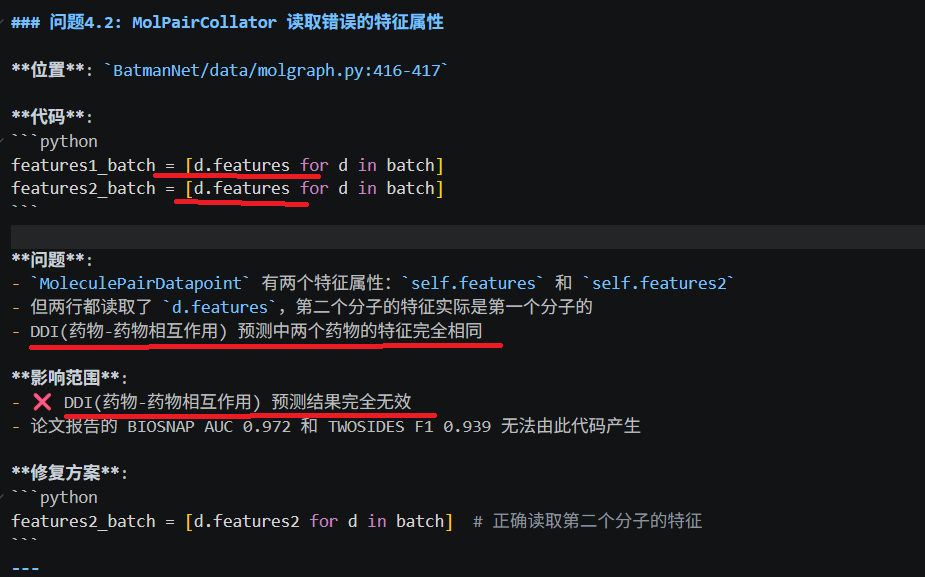 ### 问题4.2: MolPairCollator 读取错误的特征属性
**位置**: `BatmanNet/data/molgraph.py:416-417`
**代码**:
```python
features1_batch = [d.features for d in batch]
features2_batch = [d.features for d in batch]
```
**问题**:
- `MoleculePairDatapoint` 有两个特征属性: `self.features` 和 `self.features2`
- 但两行都读取了 `d.features`, 第二个分子的特征实际是第一个分子的
- DDI(药物-药物相互作用) 预测中两个药物的特征完全相同
**影响范围**:
- ❌ DDI(药物-药物相互作用) 预测结果完全无效
- 论文报告的 BIOSNAP AUC 0.972 和 TWOSIDES F1 0.939 无法由此代码产生
**修复方案**:
```python
features2_batch = [d.features2 for d in batch]  # 正确读取第二个分子的特征
```
---